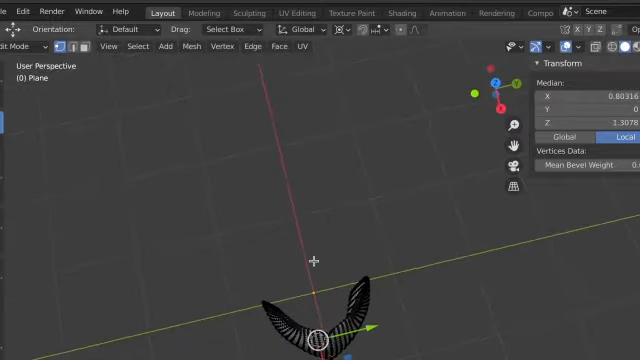 File Edit Render Window Help Layout Modeling Sculpting UV Editing Texture Paint Shading Animation Rendering Compo Scene
Orientation: Default Drag: Select Box Global X Y Z
dit Mode View Select Add Mesh Vertex Edge Face UV
User Perspective
(0) Plane
Z Y X
Transform
Median:
X 0.80316
Y 0
Z 1.3078
Global Local
Vertices Data:
Mean Bevel Weight 0.